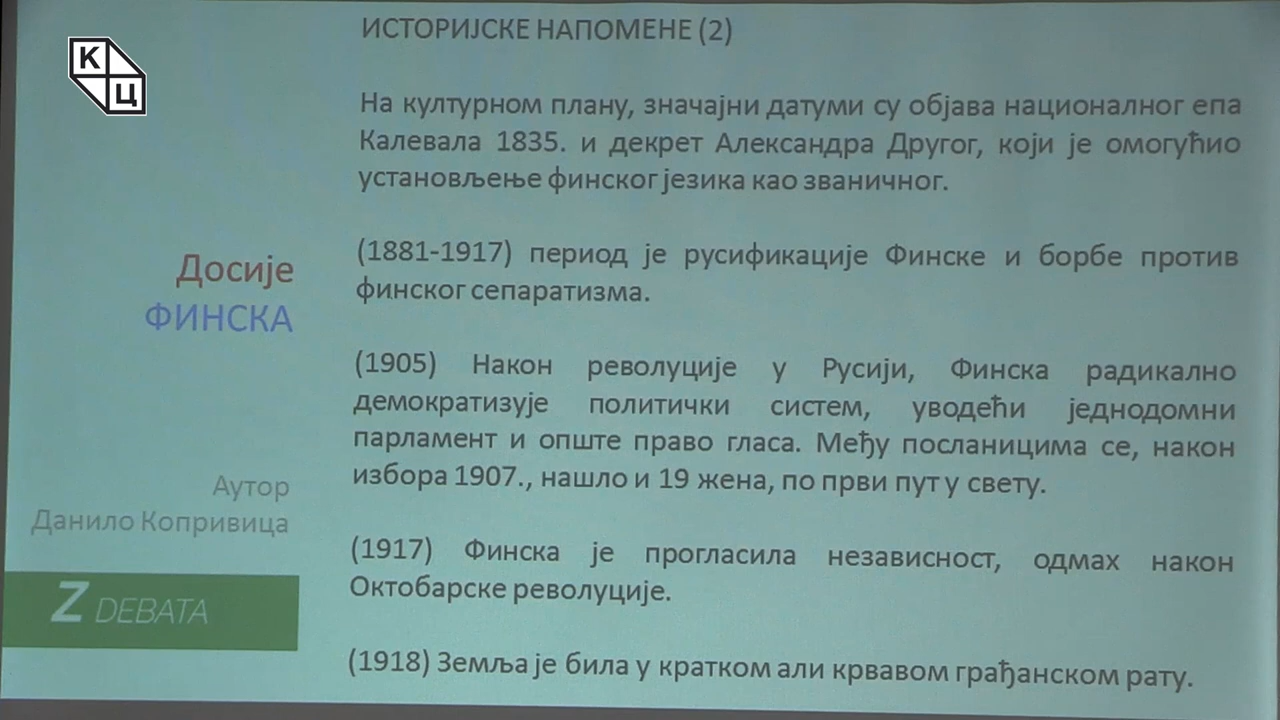 К
Ц
ИСТОРИЈСКЕ НАПОМЕНЕ (2)
На културном плану, значајни датуми су објава националног епа
Калевала 1835. и декрет Александра Другог, који је омогућио
установљење финског језика као званичног.
(1881-1917) период је русификације Финске и борбе против
финског сепаратизма.
(1905) Након револуције у Русији, Финска радикално
демократизује политички систем, уводећи једнодомни
парламент и опште право гласа. Међу посланицима се, након
избора 1907., нашло и 19 жена, по први пут у свету.
(1917) Финска је прогласила независност, одмах након
Октобарске револуције.
(1918) Земља је била у кратком али крвавом грађанском рату.
Досије
ФИНСКА
Аутор
Данило Копривица
Z DEBATA